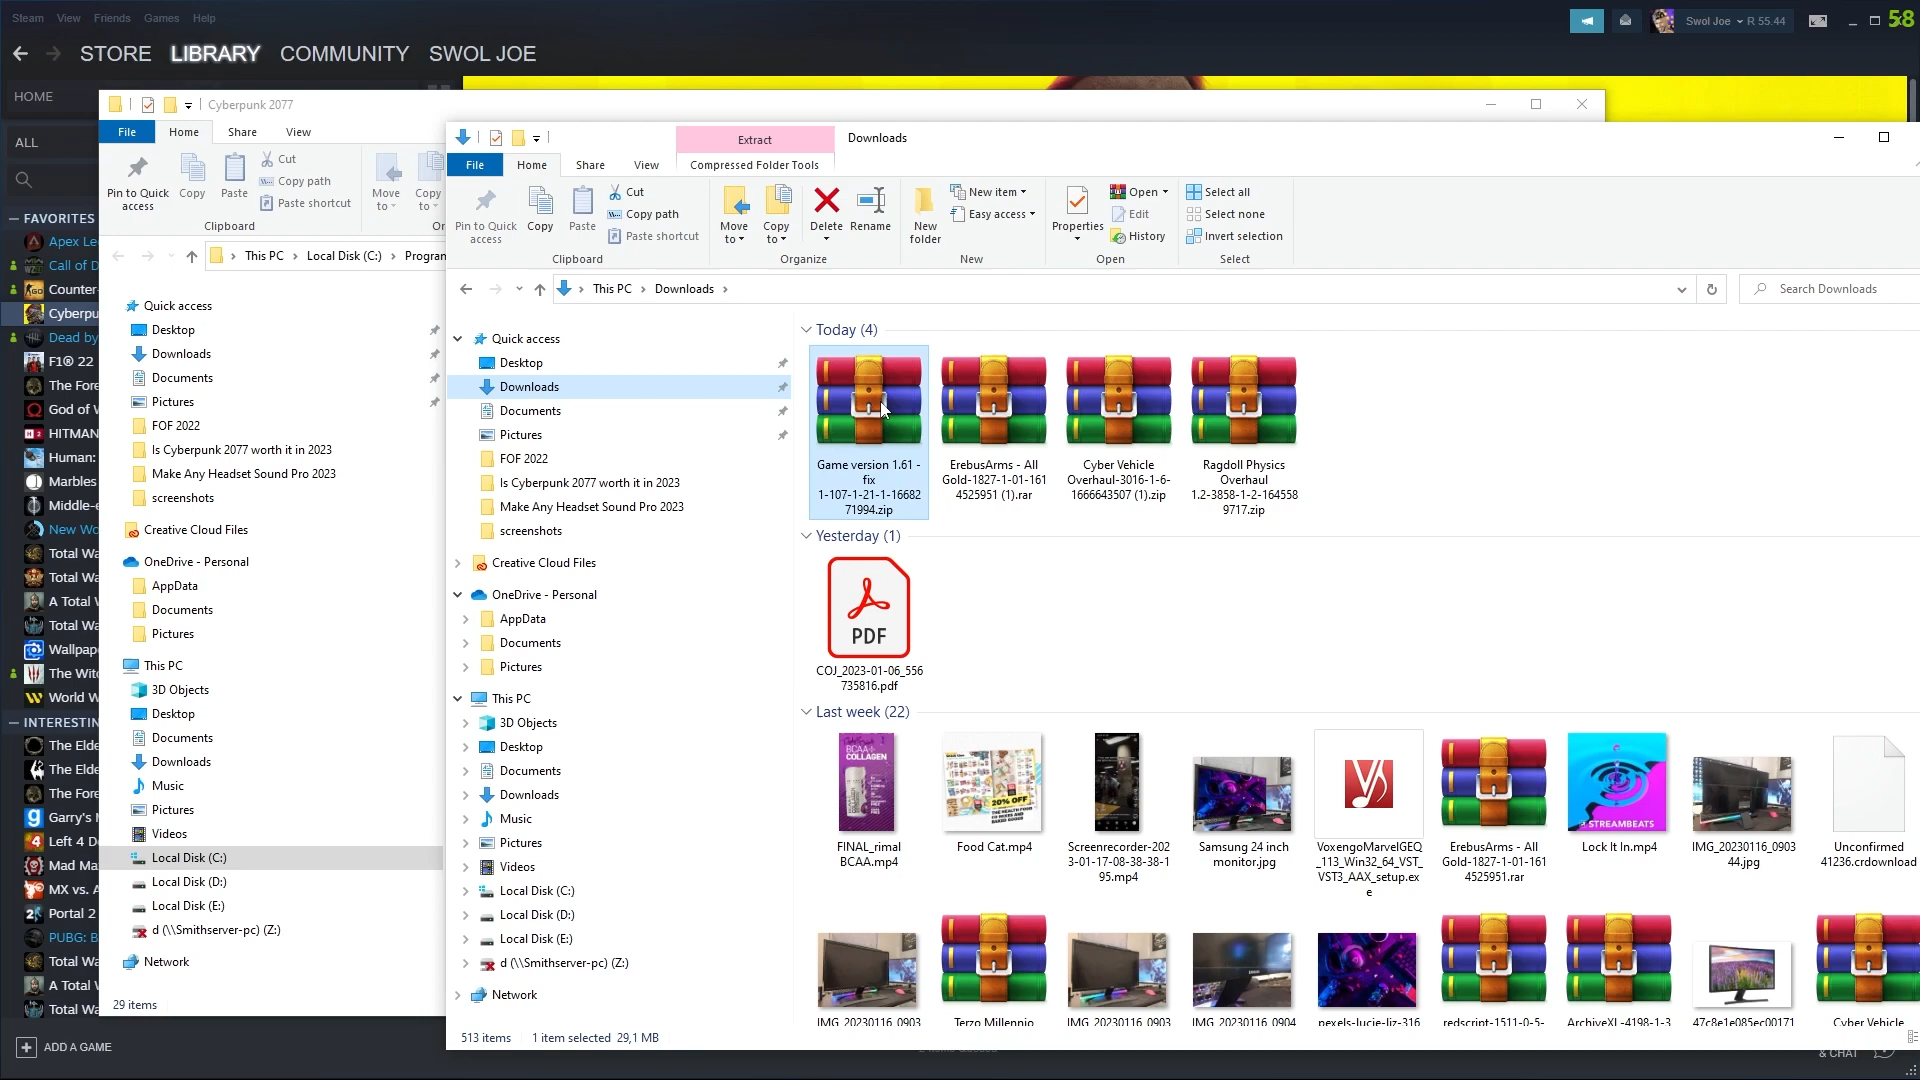 Steam View Friends Games Help
Swol Joe R 55.44
58
STORE LIBRARY COMMUNITY SWOL JOE
HOME
ALL
FAVORITES
Apex Le
Call of D
Counter-
Cyberpu
Dead by
F1® 22
The Fore
God of W
HITMAN
Human:
Marbles
Middle-e
New Wo
Total Wa
Total Wa
A Total W
Total Wa
Wallpap
The Witc
World W
INTERESTIN
The Elde
The Elde
The Fore
Garry's M
Left 4 De
Mad Ma
MX vs. A
Portal 2
PUBG: B
Total Wa
A Total W
Total Wa
ADD A GAME
& CHAT
Cyberpunk 2077
File Home Share View
Pin to Quick access
Copy
Paste
Cut
Copy path
Paste shortcut
Clipboard
Move to
Copy to
Or
This PC Local Disk (C:) Program
Quick access
Desktop
Downloads
Documents
Pictures
FOF 2022
Is Cyberpunk 2077 worth it in 2023
Make Any Headset Sound Pro 2023
screenshots
Creative Cloud Files
OneDrive - Personal
AppData
Documents
Pictures
This PC
3D Objects
Desktop
Documents
Downloads
Music
Pictures
Videos
Local Disk (C:)
Local Disk (D:)
Local Disk (E:)
d (\\Smithserver-pc) (Z:)
Network
29 items
Extract
Downloads
File Home Share View Compressed Folder Tools
Pin to Quick access
Copy
Paste
Cut
Copy path
Paste shortcut
Clipboard
Move to
Copy to
Delete
Rename
Organize
New folder
New item
Easy access
New
Properties
Open
Edit
History
Open
Select all
Select none
Invert selection
Select
This PC Downloads
Search Downloads
Quick access
Desktop
Downloads
Documents
Pictures
FOF 2022
Is Cyberpunk 2077 worth it in 2023
Make Any Headset Sound Pro 2023
screenshots
Creative Cloud Files
OneDrive - Personal
AppData
Documents
Pictures
This PC
3D Objects
Desktop
Documents
Downloads
Music
Pictures
Videos
Local Disk (C:)
Local Disk (D:)
Local Disk (E:)
d (\\Smithserver-pc) (Z:)
Network
Today (4)
Game version 1.61 -
fix
1-107-1-21-1-16682
71994.zip
ErebusArms - All
Gold-1827-1-01-161
4525951 (1).rar
Cyber Vehicle
Overhaul-3016-1-6-
1666643507 (1).zip
Ragdoll Physics
Overhaul
1.2-3858-1-2-164558
9717.zip
Yesterday (1)
PDF
COJ_2023-01-06_556
735816.pdf
Last week (22)
BCAA+
COLLAGEN
FINAL_rimal
BCAA.mp4
20% OFF
Food Cat.mp4
Screenrecorder-202
3-01-17-08-38-38-1
95.mp4
Samsung 24 inch
monitor.jpg
VoxengoMarvelGEQ
_113_Win32_64_VST_
VST3_AAX_setup.ex
e
ErebusArms - All
Gold-1827-1-01-161
4525951.rar
STREAMBEATS
Lock It In.mp4
IMG_20230116_0903
44.jpg
Unconfirmed
41236.crdownload
IMG_20230116_0903
Terzo Millennio
IMG_20230116_0903
IMG_20230116_0904
pexels-lucie-liz-316
redscript-1511-0-5-
ArchiveXL-4198-1-3
47c8e1e085ec00171
Cyber Vehicle
513 items 1 item selected 29,1 MB